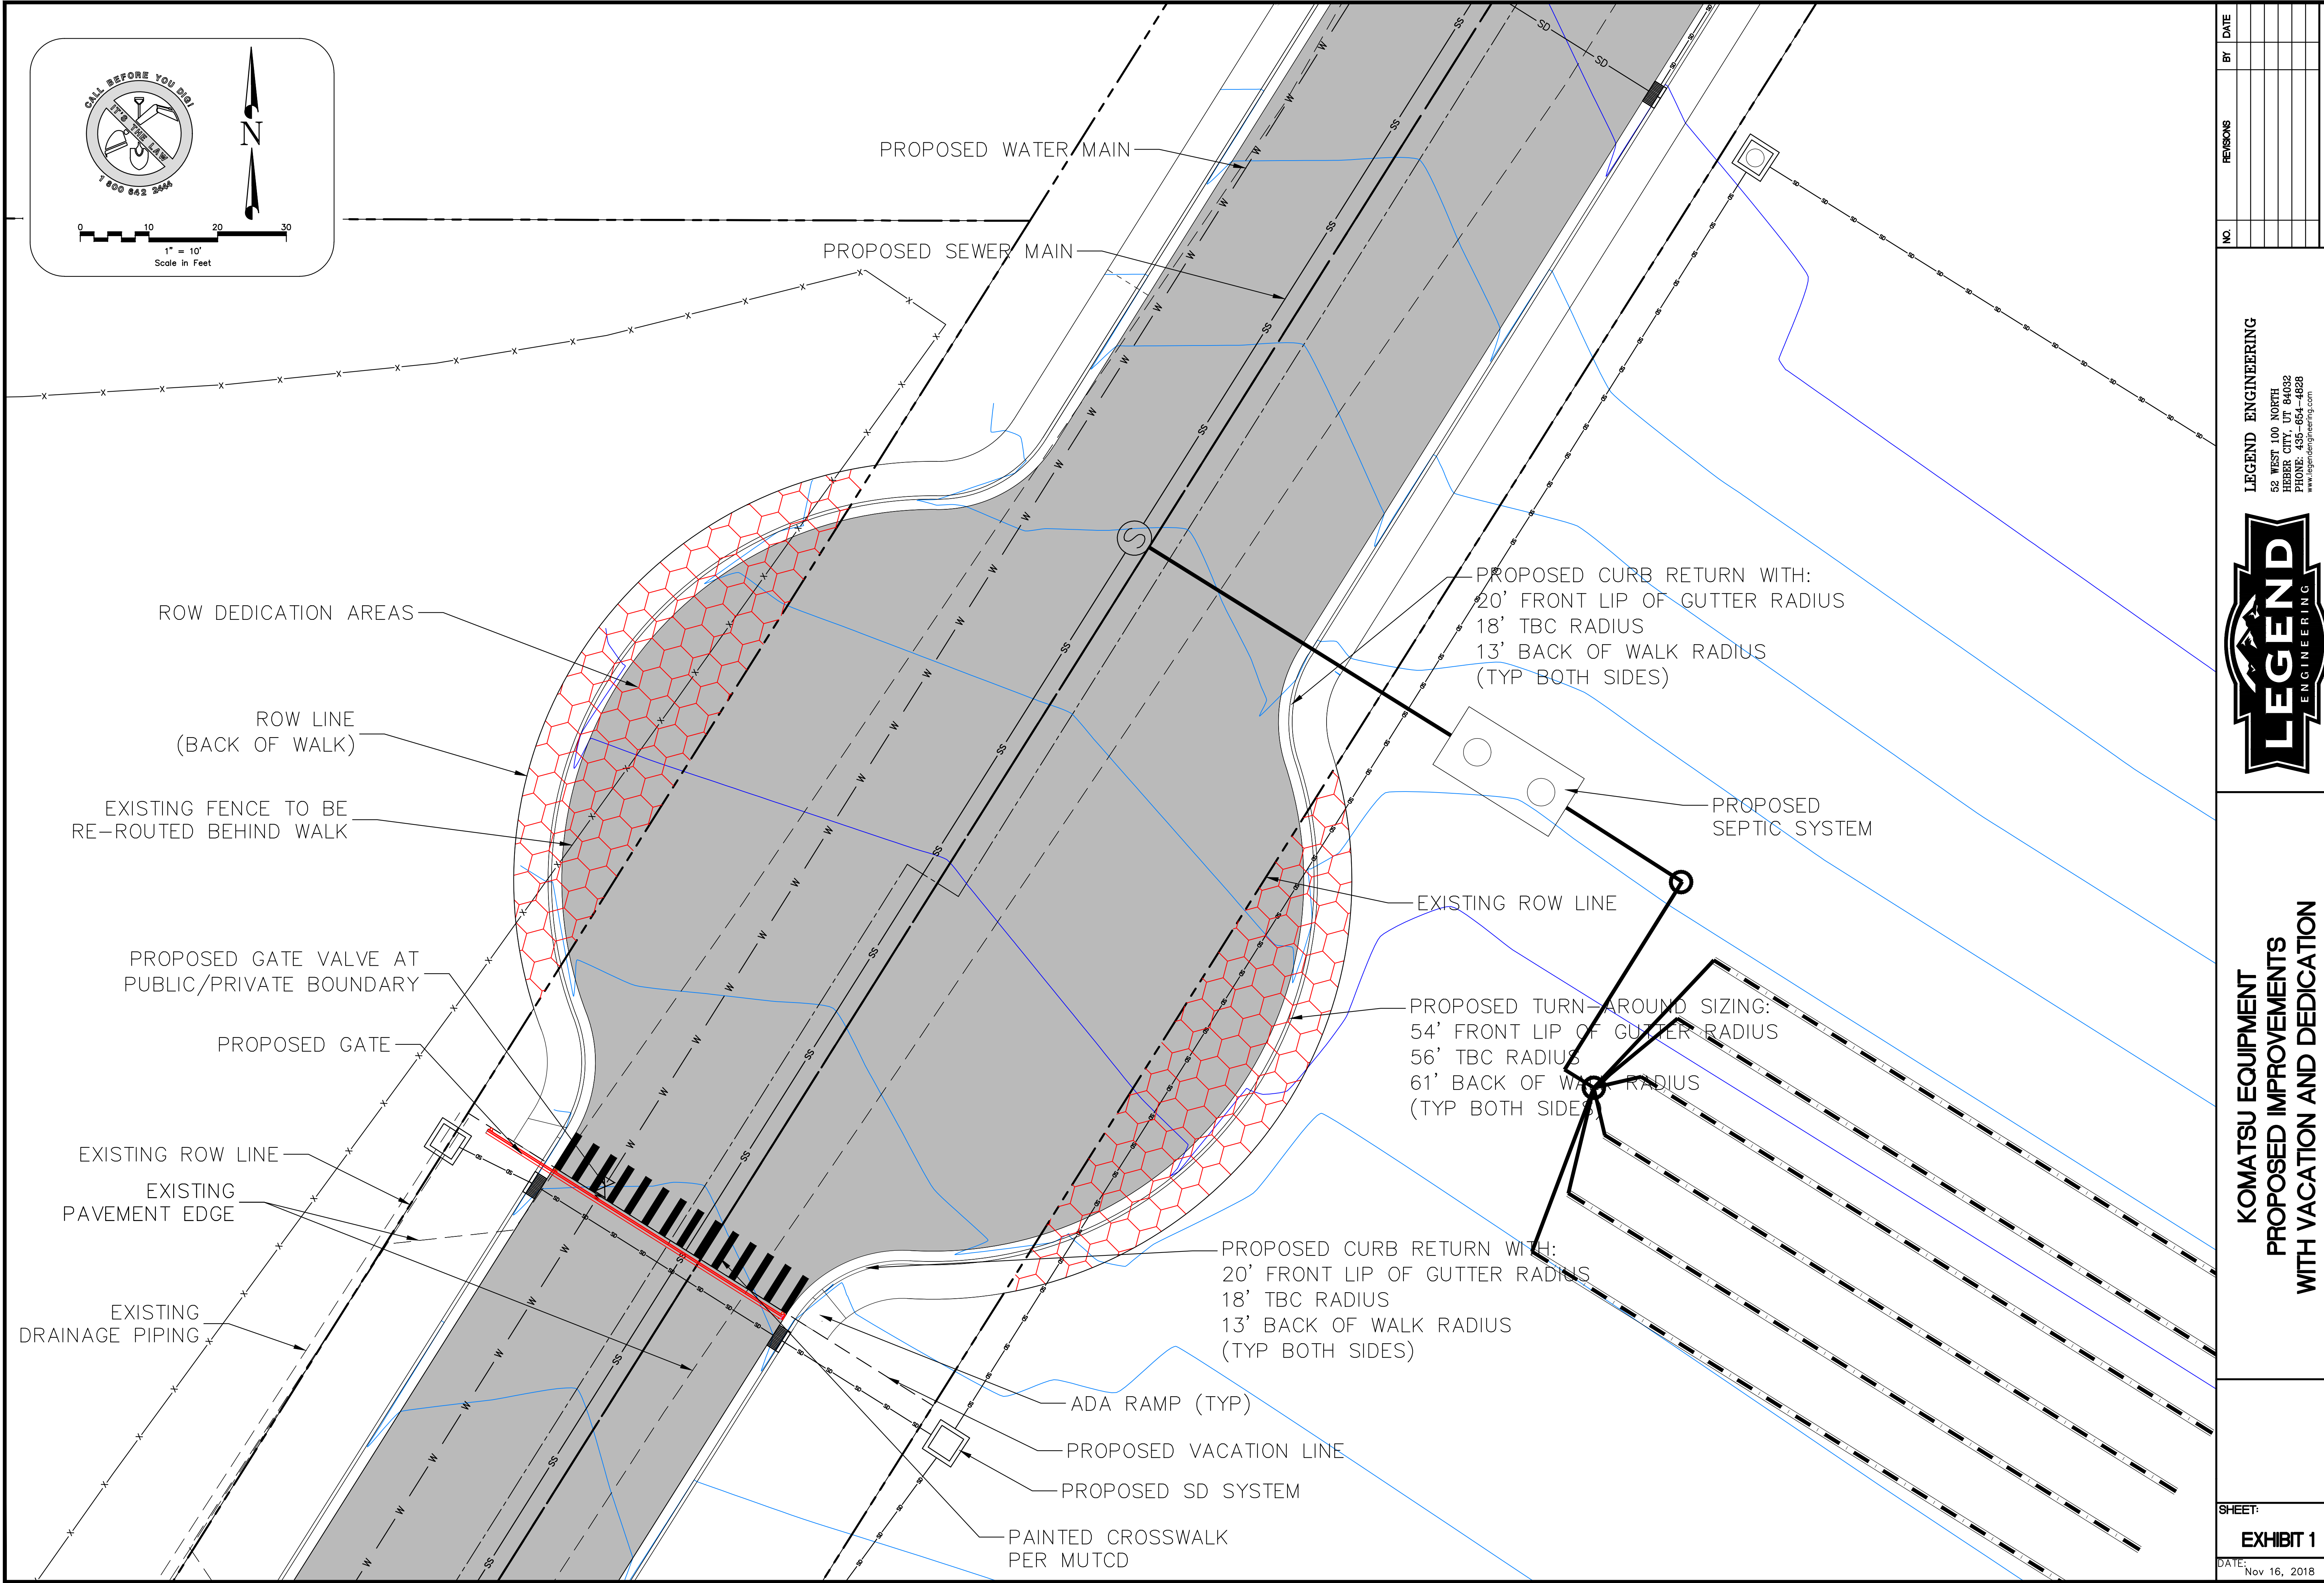 CALL BEFORE YOU DIG!
IT'S THE LAW
1 800 642 2444
N
0 10 20 30
1" = 10'
Scale in Feet
PROPOSED WATER MAIN
PROPOSED SEWER MAIN
ROW DEDICATION AREAS
ROW LINE
(BACK OF WALK)
EXISTING FENCE TO BE
RE-ROUTED BEHIND WALK
PROPOSED GATE VALVE AT
PUBLIC/PRIVATE BOUNDARY
PROPOSED GATE
EXISTING ROW LINE
EXISTING
PAVEMENT EDGE
EXISTING
DRAINAGE PIPING
S
PROPOSED CURB RETURN WITH:
20' FRONT LIP OF GUTTER RADIUS
18' TBC RADIUS
13' BACK OF WALK RADIUS
(TYP BOTH SIDES)
PROPOSED
SEPTIC SYSTEM
EXISTING ROW LINE
PROPOSED TURN-AROUND SIZING:
54' FRONT LIP OF GUTTER RADIUS
56' TBC RADIUS
61' BACK OF WALK RADIUS
(TYP BOTH SIDES)
PROPOSED CURB RETURN WITH:
20' FRONT LIP OF GUTTER RADIUS
18' TBC RADIUS
13' BACK OF WALK RADIUS
(TYP BOTH SIDES)
ADA RAMP (TYP)
PROPOSED VACATION LINE
PROPOSED SD SYSTEM
PAINTED CROSSWALK
PER MUTCD
NO. REVISIONS BY DATE
LEGEND ENGINEERING
52 WEST 100 NORTH
HEBER CITY, UT 84032
PHONE: 435-654-4828
www.legendengineering.com
LEGEND
ENGINEERING
KOMATSU EQUIPMENT
PROPOSED IMPROVEMENTS
WITH VACATION AND DEDICATION
SHEET:
EXHIBIT 1
DATE:
Nov 16, 2018